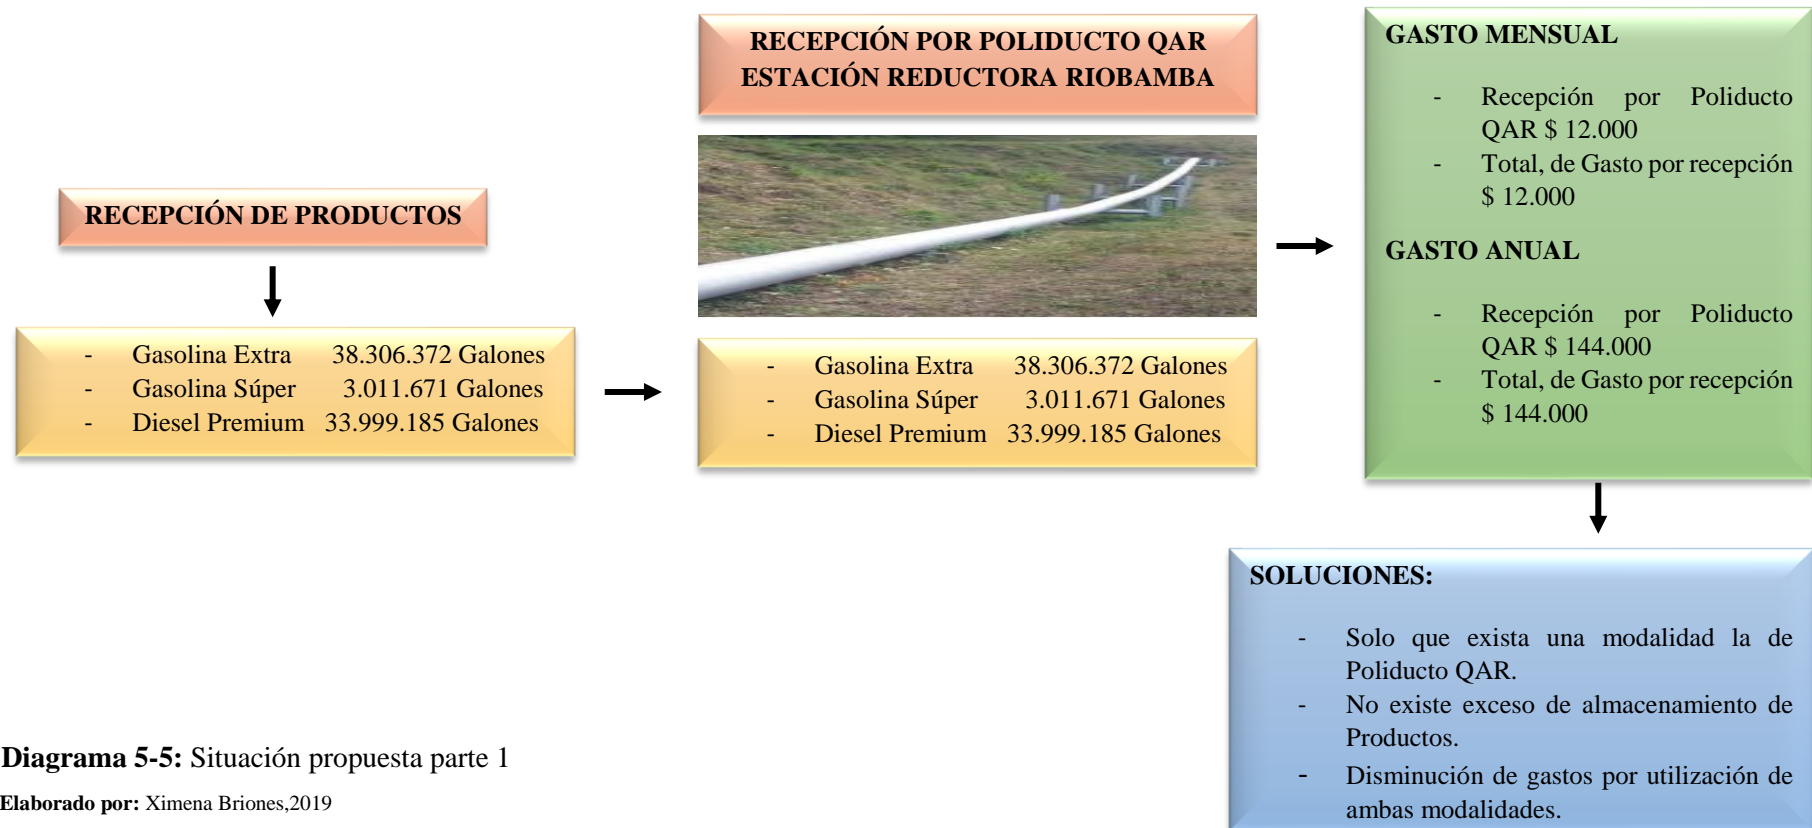 RECEPCIÓN DE PRODUCTOS
- Gasolina Extra 38.306.372 Galones
- Gasolina Súper 3.011.671 Galones
- Diesel Premium 33.999.185 Galones
RECEPCIÓN POR POLIDUCTO QAR
ESTACIÓN REDUCTORA RIOBAMBA
- Gasolina Extra 38.306.372 Galones
- Gasolina Súper 3.011.671 Galones
- Diesel Premium 33.999.185 Galones
GASTO MENSUAL
- Recepción por Poliducto
QAR $ 12.000
- Total, de Gasto por recepción
$ 12.000
GASTO ANUAL
- Recepción por Poliducto
QAR $ 144.000
- Total, de Gasto por recepción
$ 144.000
SOLUCIONES:
- Solo que exista una modalidad la de
Poliducto QAR.
- No existe exceso de almacenamiento de
Productos.
- Disminución de gastos por utilización de
ambas modalidades.
Diagrama 5-5: Situación propuesta parte 1
Elaborado por: Ximena Briones,2019